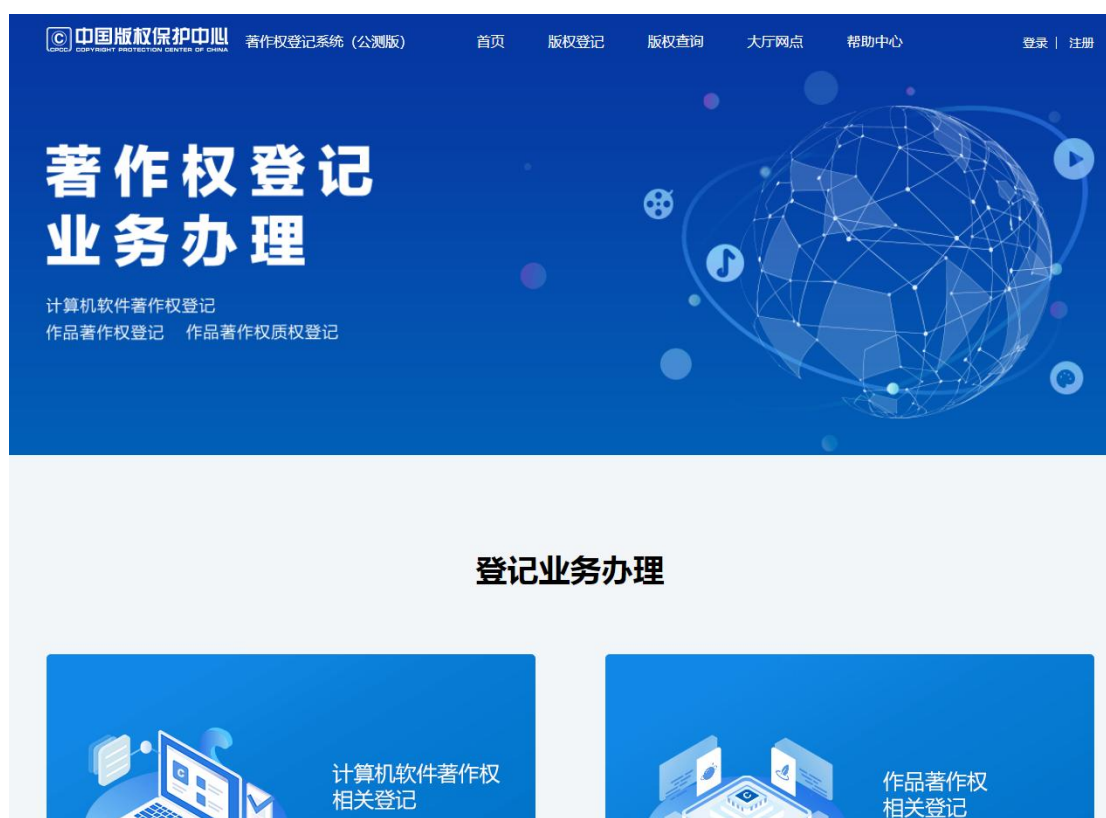 中国版权保护中心
CPCC COPYRIGHT PROTECTION CENTER OF CHINA
著作权登记系统（公测版）
首页
版权登记
版权查询
大厅网点
帮助中心
登录 | 注册
著作权登记
业务办理
计算机软件著作权登记
作品著作权登记 作品著作权质权登记
登记业务办理
计算机软件著作权
相关登记
作品著作权
相关登记